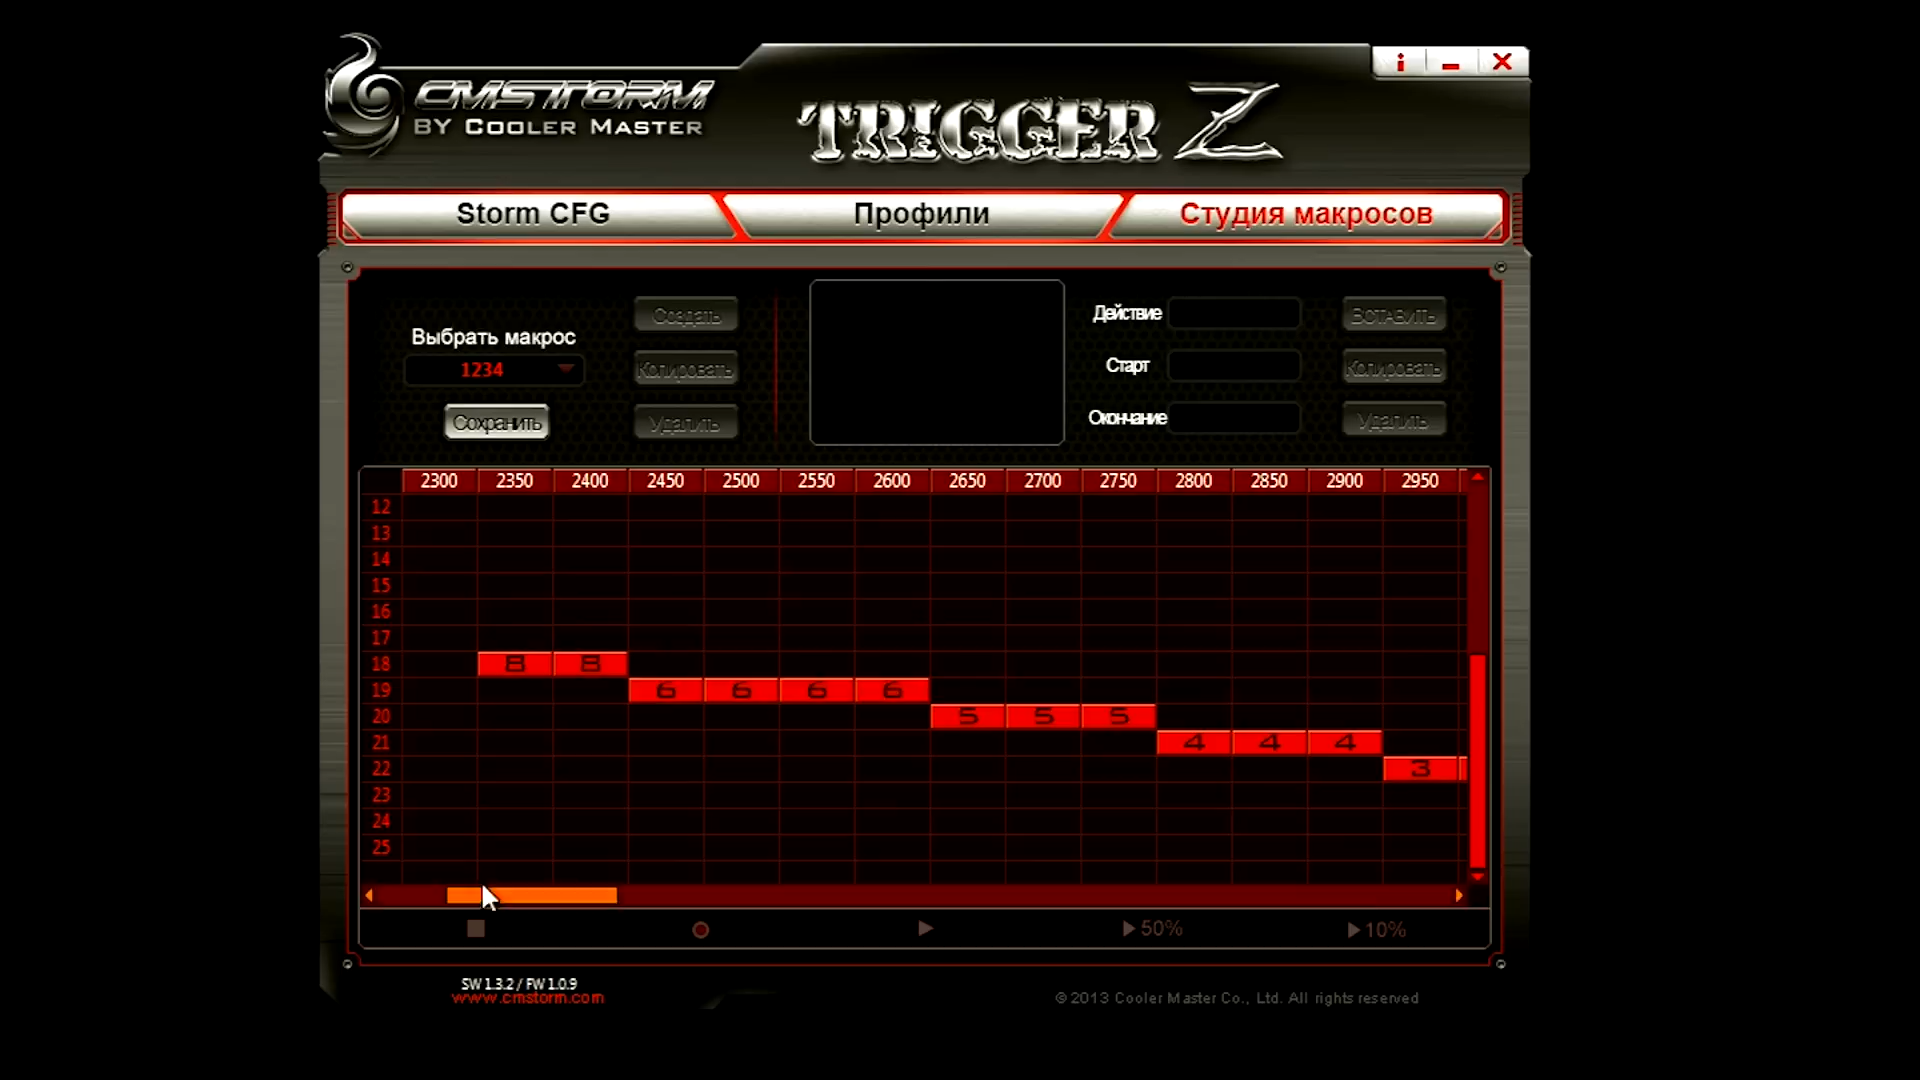 CMSTORM
BY COOLER MASTER
TRIGGER Z
Storm CFG
Профили
Студия макросов
Выбрать макрос
1234
Сохранить
Создать
Копировать
Удалить
Действие
Старт
Окончание
ВСТАВИТЬ
Копировать
Удалить
2300 2350 2400 2450 2500 2550 2600 2650 2700 2750 2800 2850 2900 2950
12
13
14
15
16
17
18 8 8
19 6 6 6 6
20 5 5 5
21 4 4 4
22 3
23
24
25
50% 10%
SW 1.3.2 / FW 1.0.9
www.cmstorm.com
© 2013 Cooler Master Co., Ltd. All rights reserved